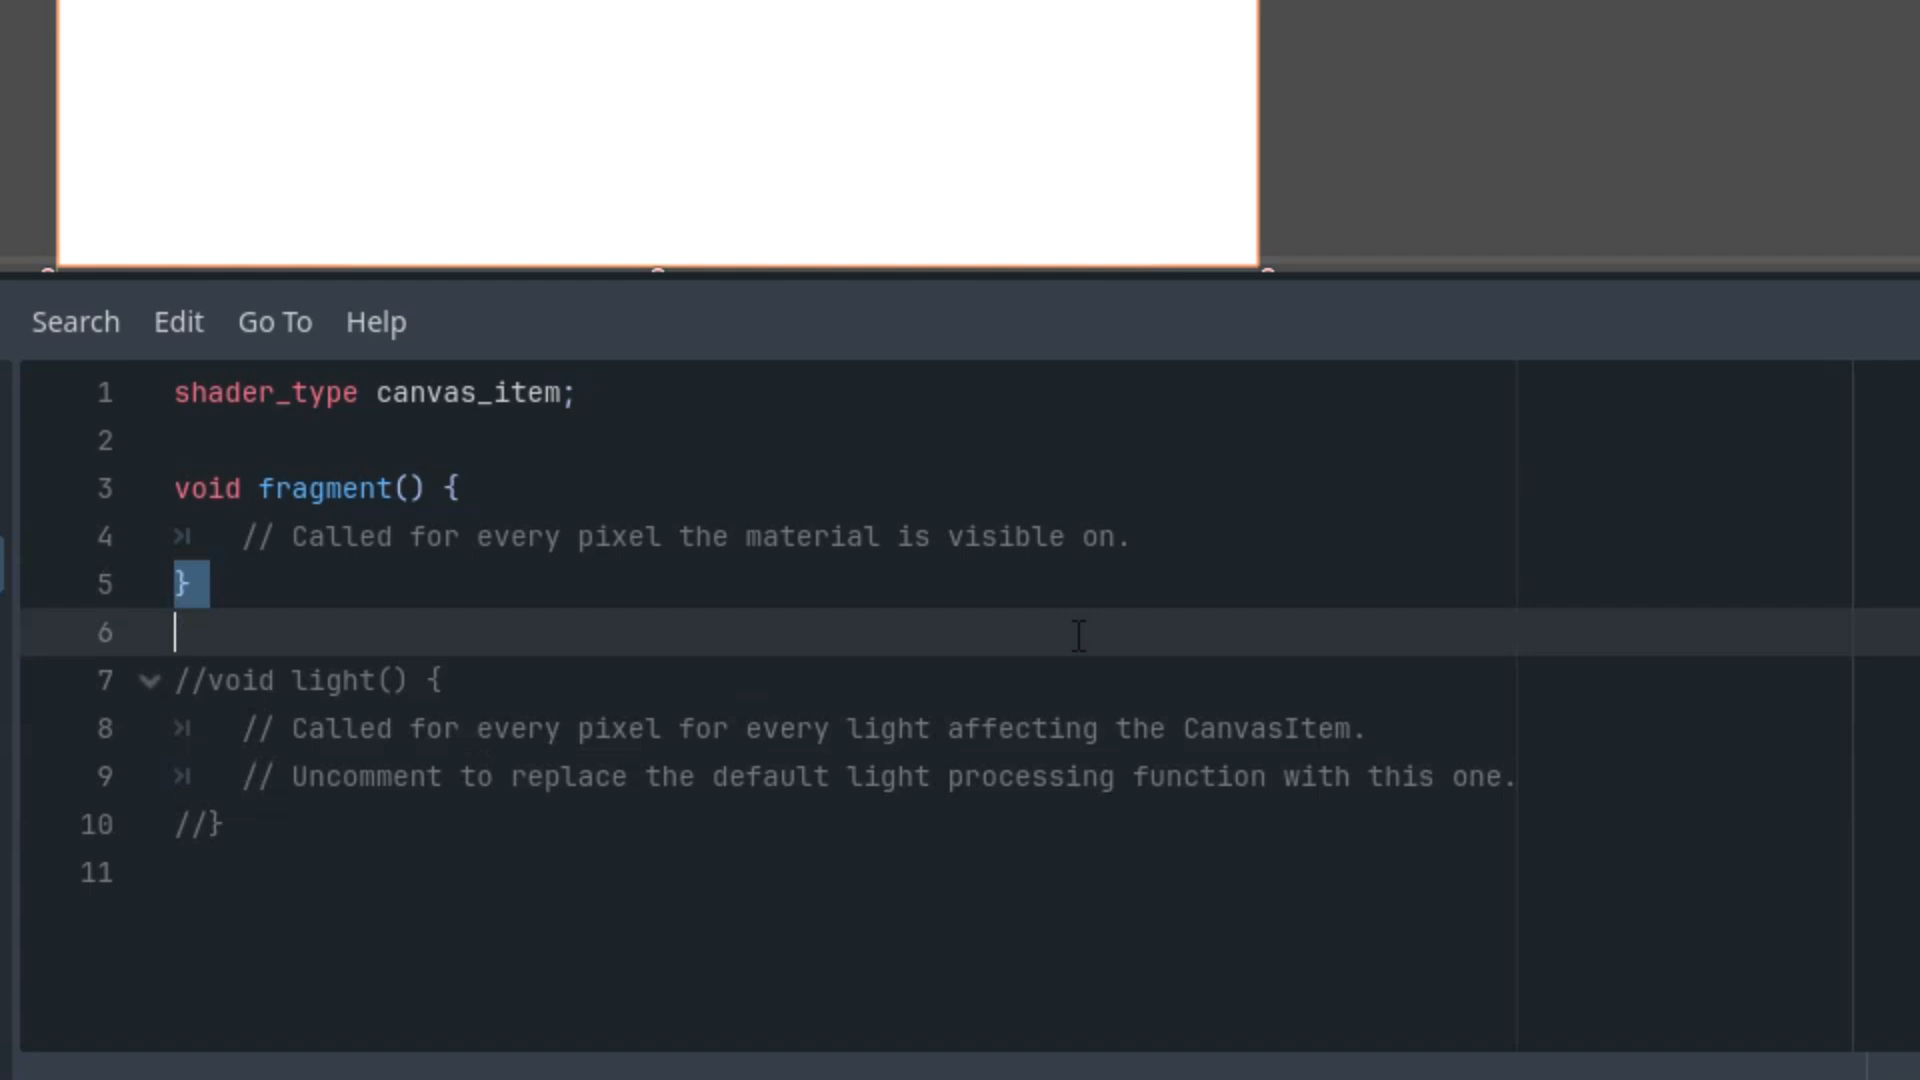 Search Edit Go To Help
1 shader_type canvas_item;
2
3 void fragment() {
4 // Called for every pixel the material is visible on.
5 }
6
7 //void light() {
8 // Called for every pixel for every light affecting the CanvasItem.
9 // Uncomment to replace the default light processing function with this one.
10 //}
11